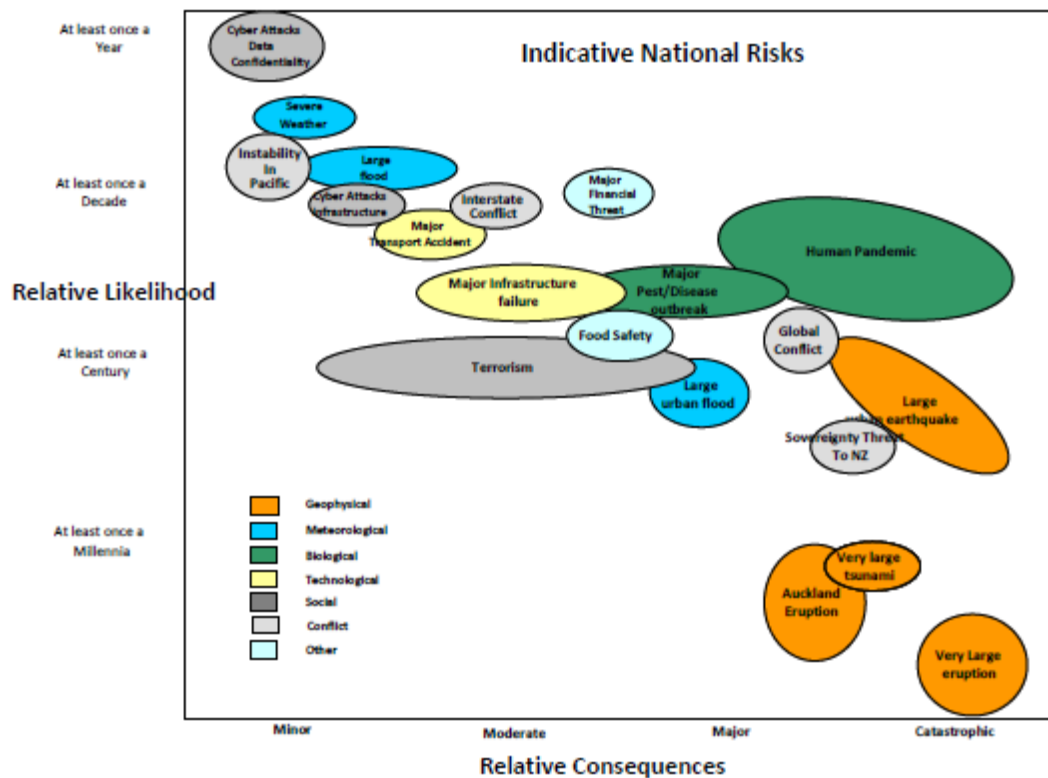 At least once a
Year
Cyber Attacks
Data
Confidentiality
Indicative National Risks
Severe
Weather
Instability
In
Pacific
Large
flood
At least once a
Decade
Cyber Attacks
Infrastructure
Interstate
Conflict
Major
Financial
Threat
Major
Transport Accident
Human Pandemic
Relative Likelihood
Major Infrastructure
failure
Major
Pest/Disease
outbreak
Food Safety
Global
Conflict
At least once a
Century
Terrorism
Large
urban flood
Large
urban earthquake
Sovereignty Threat
To NZ
Geophysical
Meteorological
Biological
Technological
Social
Conflict
Other
At least once a
Millennia
Very large
tsunami
Auckland
Eruption
Very Large
eruption
Minor
Moderate
Major
Catastrophic
Relative Consequences